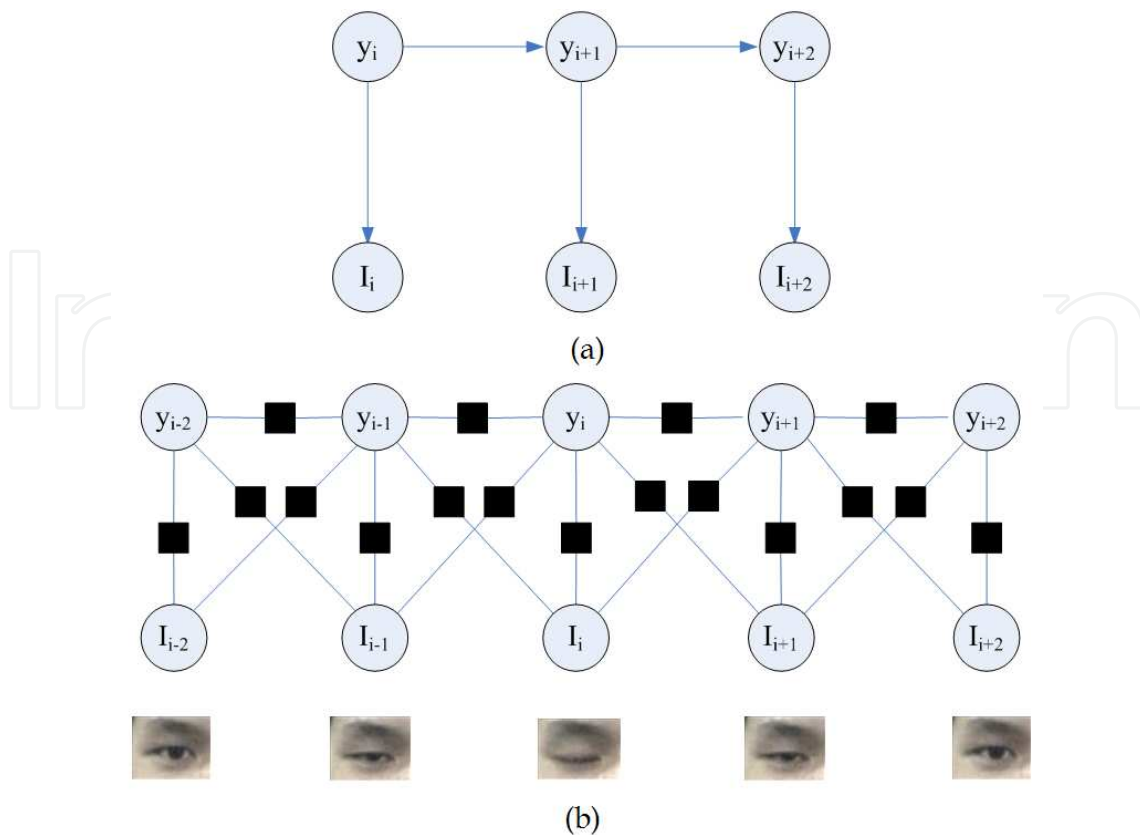 yᵢ yᵢ₊₁ yᵢ₊₂
Iᵢ Iᵢ₊₁ Iᵢ₊₂
(a)
yᵢ₋₂ yᵢ₋₁ yᵢ yᵢ₊₁ yᵢ₊₂
Iᵢ₋₂ Iᵢ₋₁ Iᵢ Iᵢ₊₁ Iᵢ₊₂
(b)